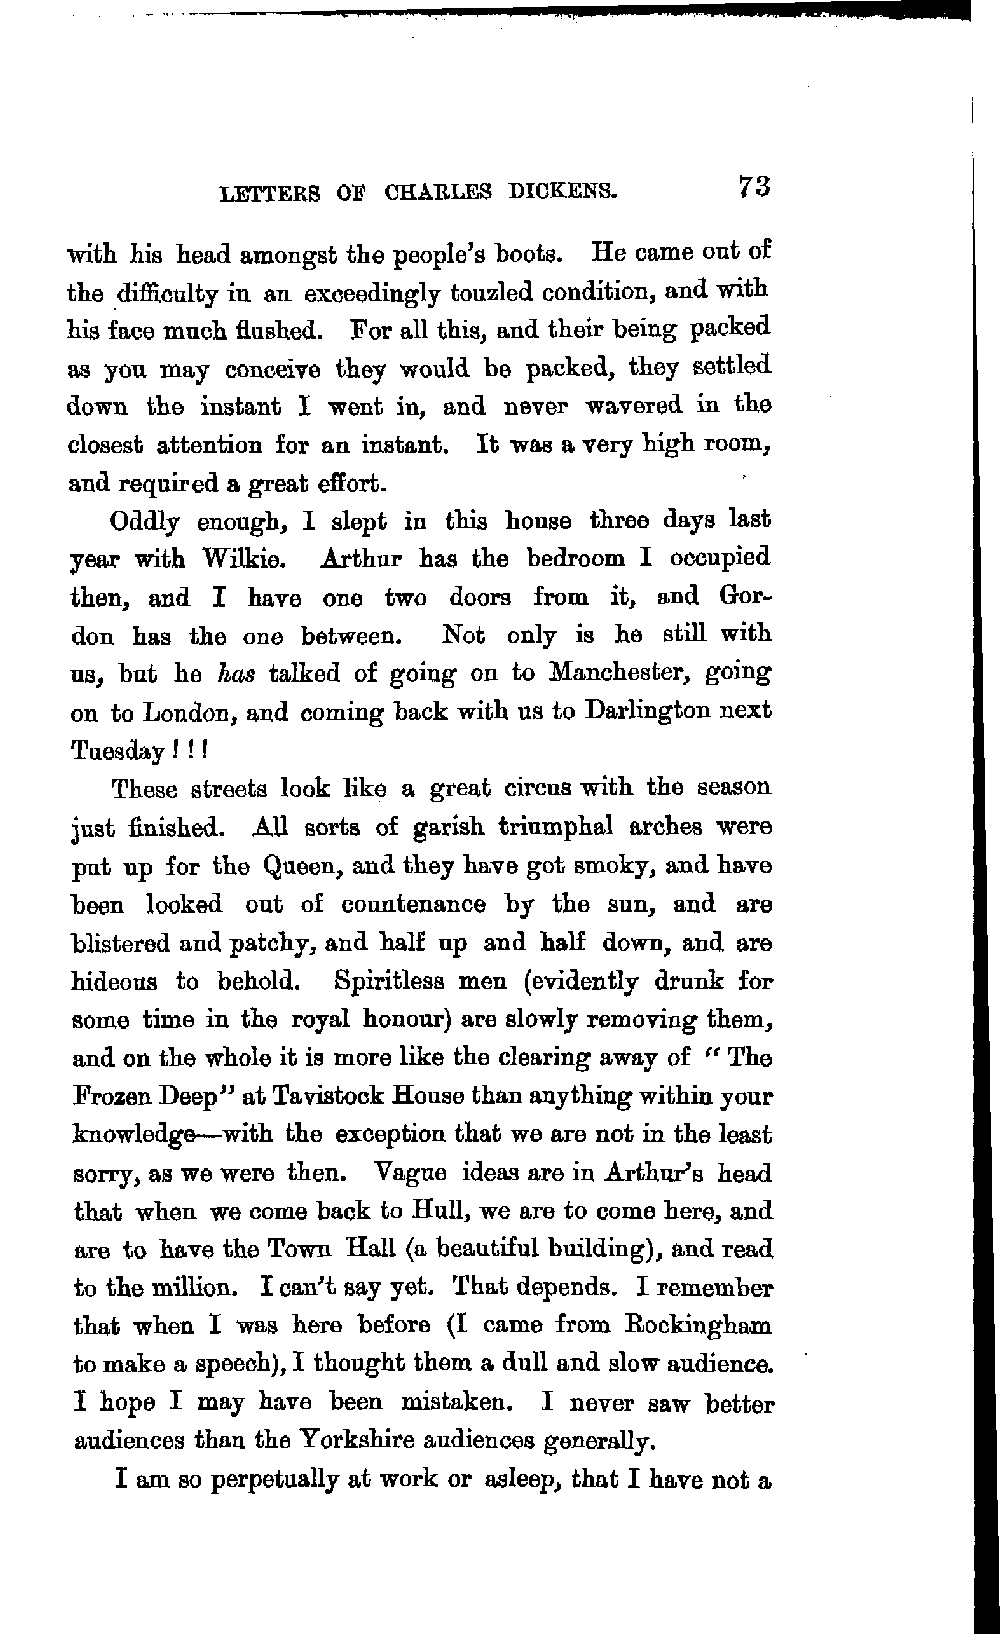 LETTERS OF CHARLES DICKENS. 73
with his head amongst the people's boots. He came out of
the difficulty in an exceedingly touzled condition, and with
his face much flushed. For all this, and their being packed
as you may conceive they would be packed, they settled
down the instant I went in, and never wavered in the
closest attention for an instant. It was a very high room,
and required a great effort.
Oddly enough, I slept in this house three days last
year with Wilkie. Arthur has the bedroom I occupied
then, and I have one two doors from it, and Gor-
don has the one between. Not only is he still with
us, but he has talked of going on to Manchester, going
on to London, and coming back with us to Darlington next
Tuesday ! ! !
These streets look like a great circus with the season
just finished. All sorts of garish triumphal arches were
put up for the Queen, and they have got smoky, and have
been looked out of countenance by the sun, and are
blistered and patchy, and half up and half down, and are
hideous to behold. Spiritless men (evidently drunk for
some time in the royal honour) are slowly removing them,
and on the whole it is more like the clearing away of "The
Frozen Deep" at Tavistock House than anything within your
knowledge—with the exception that we are not in the least
sorry, as we were then. Vague ideas are in Arthur's head
that when we come back to Hull, we are to come here, and
are to have the Town Hall (a beautiful building), and read
to the million. I can't say yet. That depends. I remember
that when I was here before (I came from Rockingham
to make a speech), I thought them a dull and slow audience.
I hope I may have been mistaken. I never saw better
audiences than the Yorkshire audiences generally.
I am so perpetually at work or asleep, that I have not a